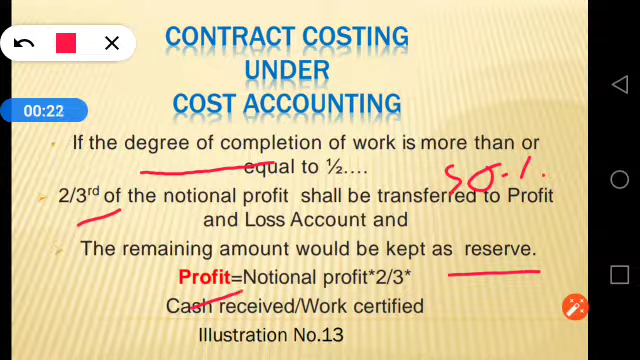 CONTRACT COSTING
UNDER
00:22
COST ACCOUNTING
If the degree of completion of work is more than or
equal to ½….
50%
2/3rd of the notional profit shall be transferred to Profit
and Loss Account and
The remaining amount would be kept as reserve.
Profit=Notional profit*2/3*
Cash received/Work certified
Illustration No.13